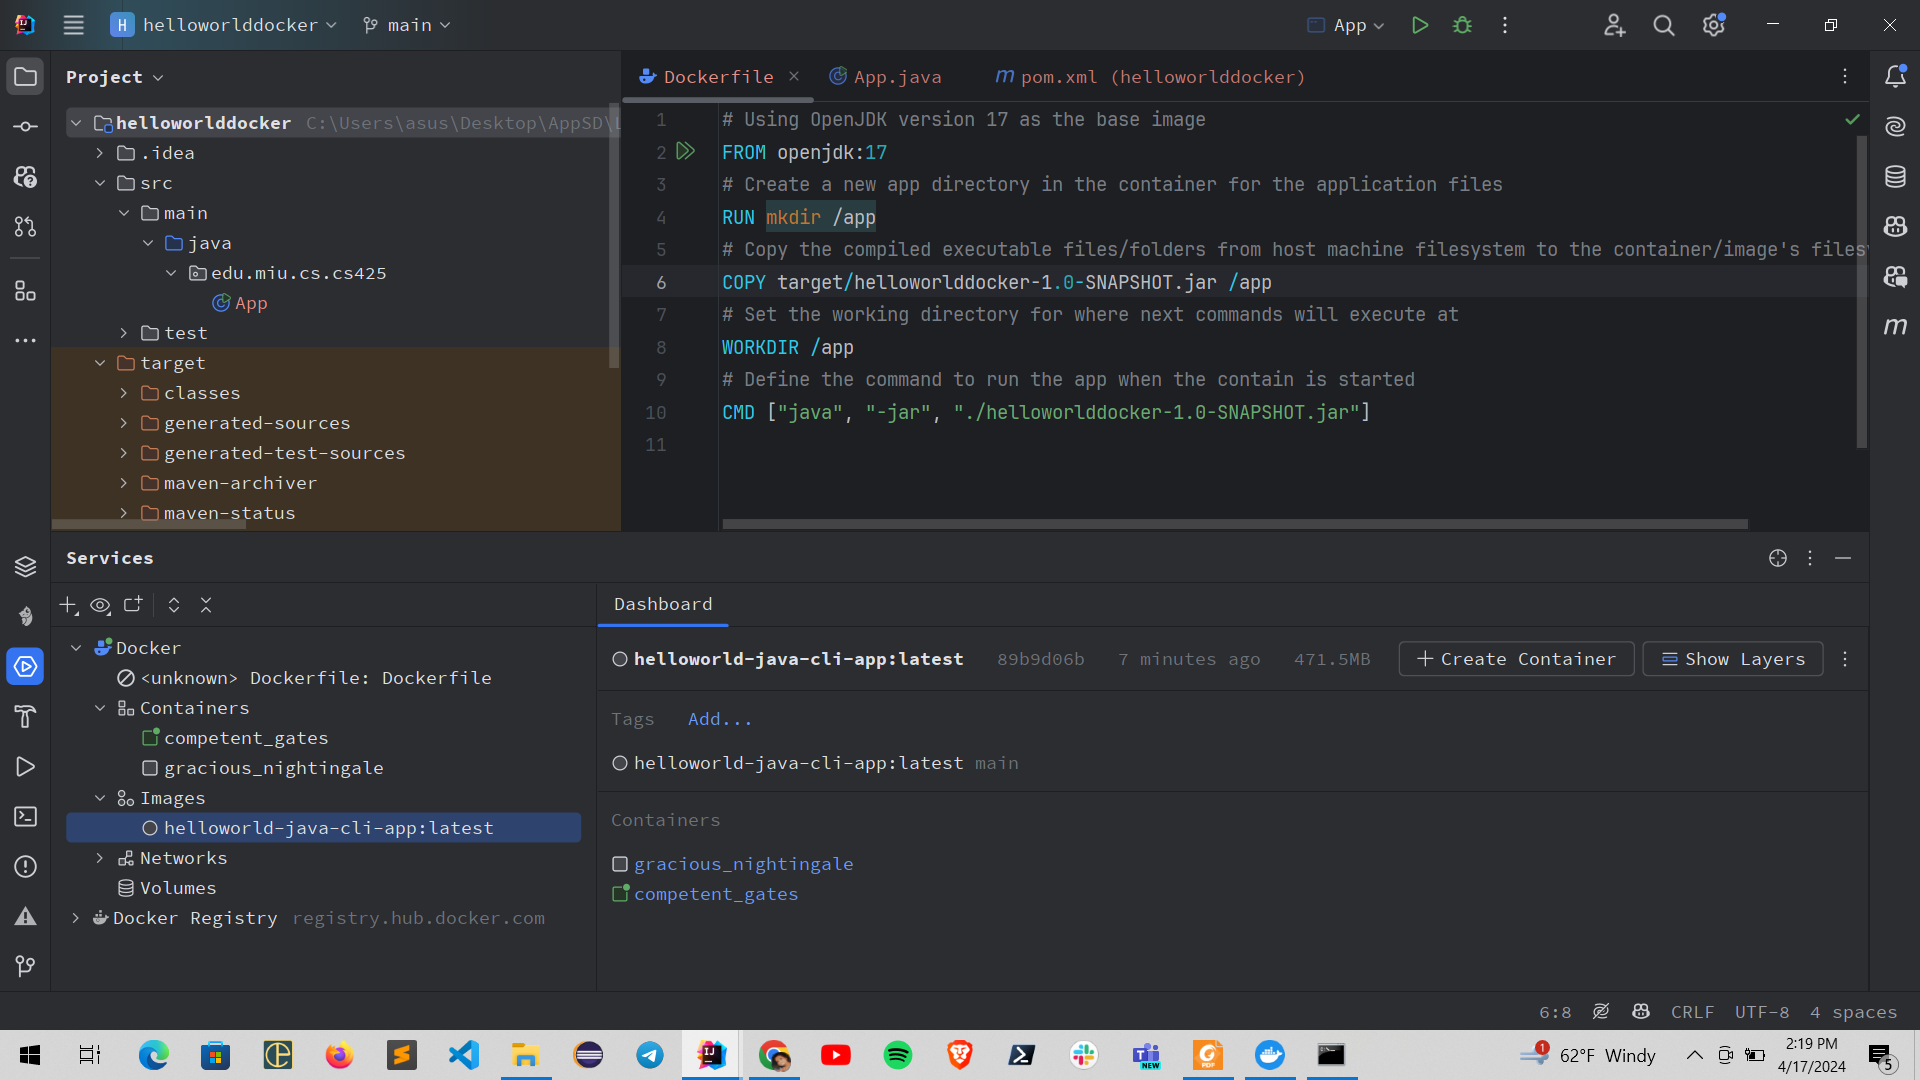 H helloworlddocker
main
App
Project
helloworlddocker C:\Users\asus\Desktop\AppSD\
.idea
src
main
java
edu.miu.cs.cs425
App
test
target
classes
generated-sources
generated-test-sources
maven-archiver
maven-status
Dockerfile
App.java
m pom.xml (helloworlddocker)
1 # Using OpenJDK version 17 as the base image
2 FROM openjdk:17
3 # Create a new app directory in the container for the application files
4 RUN mkdir /app
5 # Copy the compiled executable files/folders from host machine filesystem to the container/image's files
6 COPY target/helloworlddocker-1.0-SNAPSHOT.jar /app
7 # Set the working directory for where next commands will execute at
8 WORKDIR /app
9 # Define the command to run the app when the contain is started
10 CMD ["java", "-jar", "./helloworlddocker-1.0-SNAPSHOT.jar"]
11
m
Services
Docker
<unknown> Dockerfile: Dockerfile
Containers
competent_gates
gracious_nightingale
Images
helloworld-java-cli-app:latest
Networks
Volumes
Docker Registry registry.hub.docker.com
Dashboard
helloworld-java-cli-app:latest 89b9d06b 7 minutes ago 471.5MB Create Container Show Layers
Tags Add...
helloworld-java-cli-app:latest main
Containers
gracious_nightingale
competent_gates
6:8 CRLF UTF-8 4 spaces
1 62°F Windy
2:19 PM
4/17/2024
5